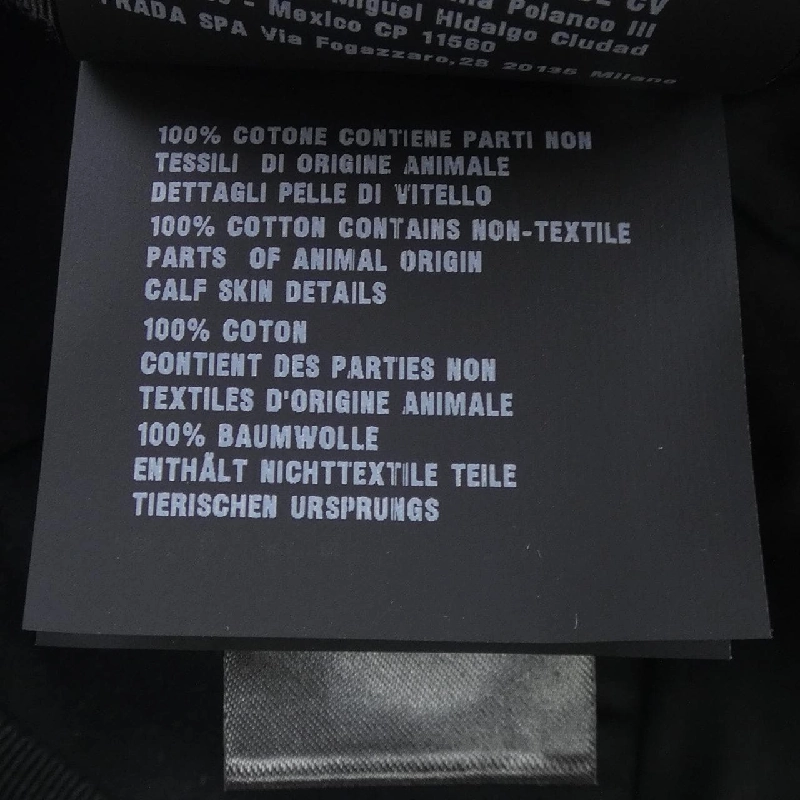 DE CV
Polanco III
Miguel Hidalgo Ciudad
- Mexico CP 11560
PRADA SPA Via Fogazzaro,28 20135 Milano
100% COTONE CONTIENE PARTI NON
TESSILI DI ORIGINE ANIMALE
DETTAGLI PELLE DI VITELLO
100% COTTON CONTAINS NON-TEXTILE
PARTS OF ANIMAL ORIGIN
CALF SKIN DETAILS
100% COTON
CONTIENT DES PARTIES NON
TEXTILES D'ORIGINE ANIMALE
100% BAUMWOLLE
ENTHÄLT NICHTTEXTILE TEILE
TIERISCHEN URSPRUNGS